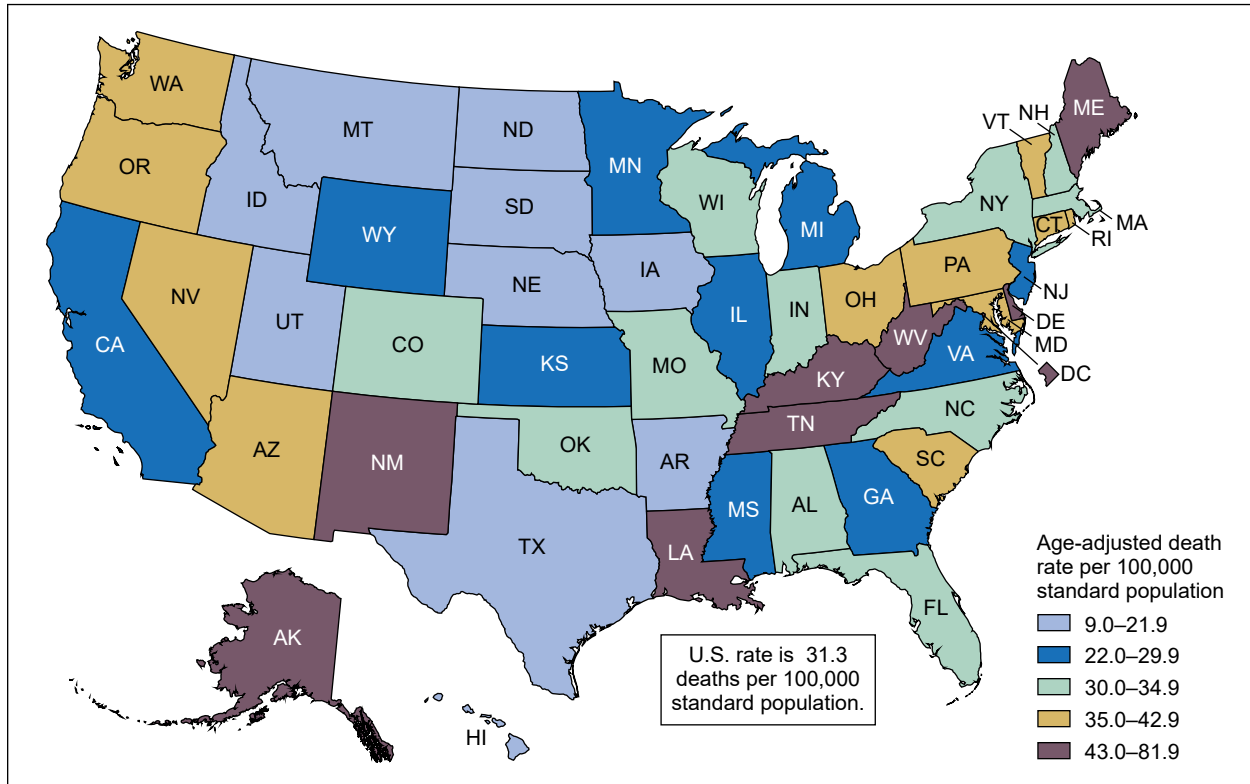 WA
OR
CA
NV
ID
MT
WY
UT
AZ
CO
NM
ND
SD
NE
KS
OK
TX
MN
IA
MO
AR
LA
WI
IL
MI
IN
OH
KY
TN
MS
AL
GA
FL
SC
NC
VA
WV
PA
NY
VT
NH
ME
MA
RI
CT
NJ
DE
MD
DC
AK
HI
U.S. rate is 31.3
deaths per 100,000
standard population.
Age-adjusted death
rate per 100,000
standard population
9.0–21.9
22.0–29.9
30.0–34.9
35.0–42.9
43.0–81.9